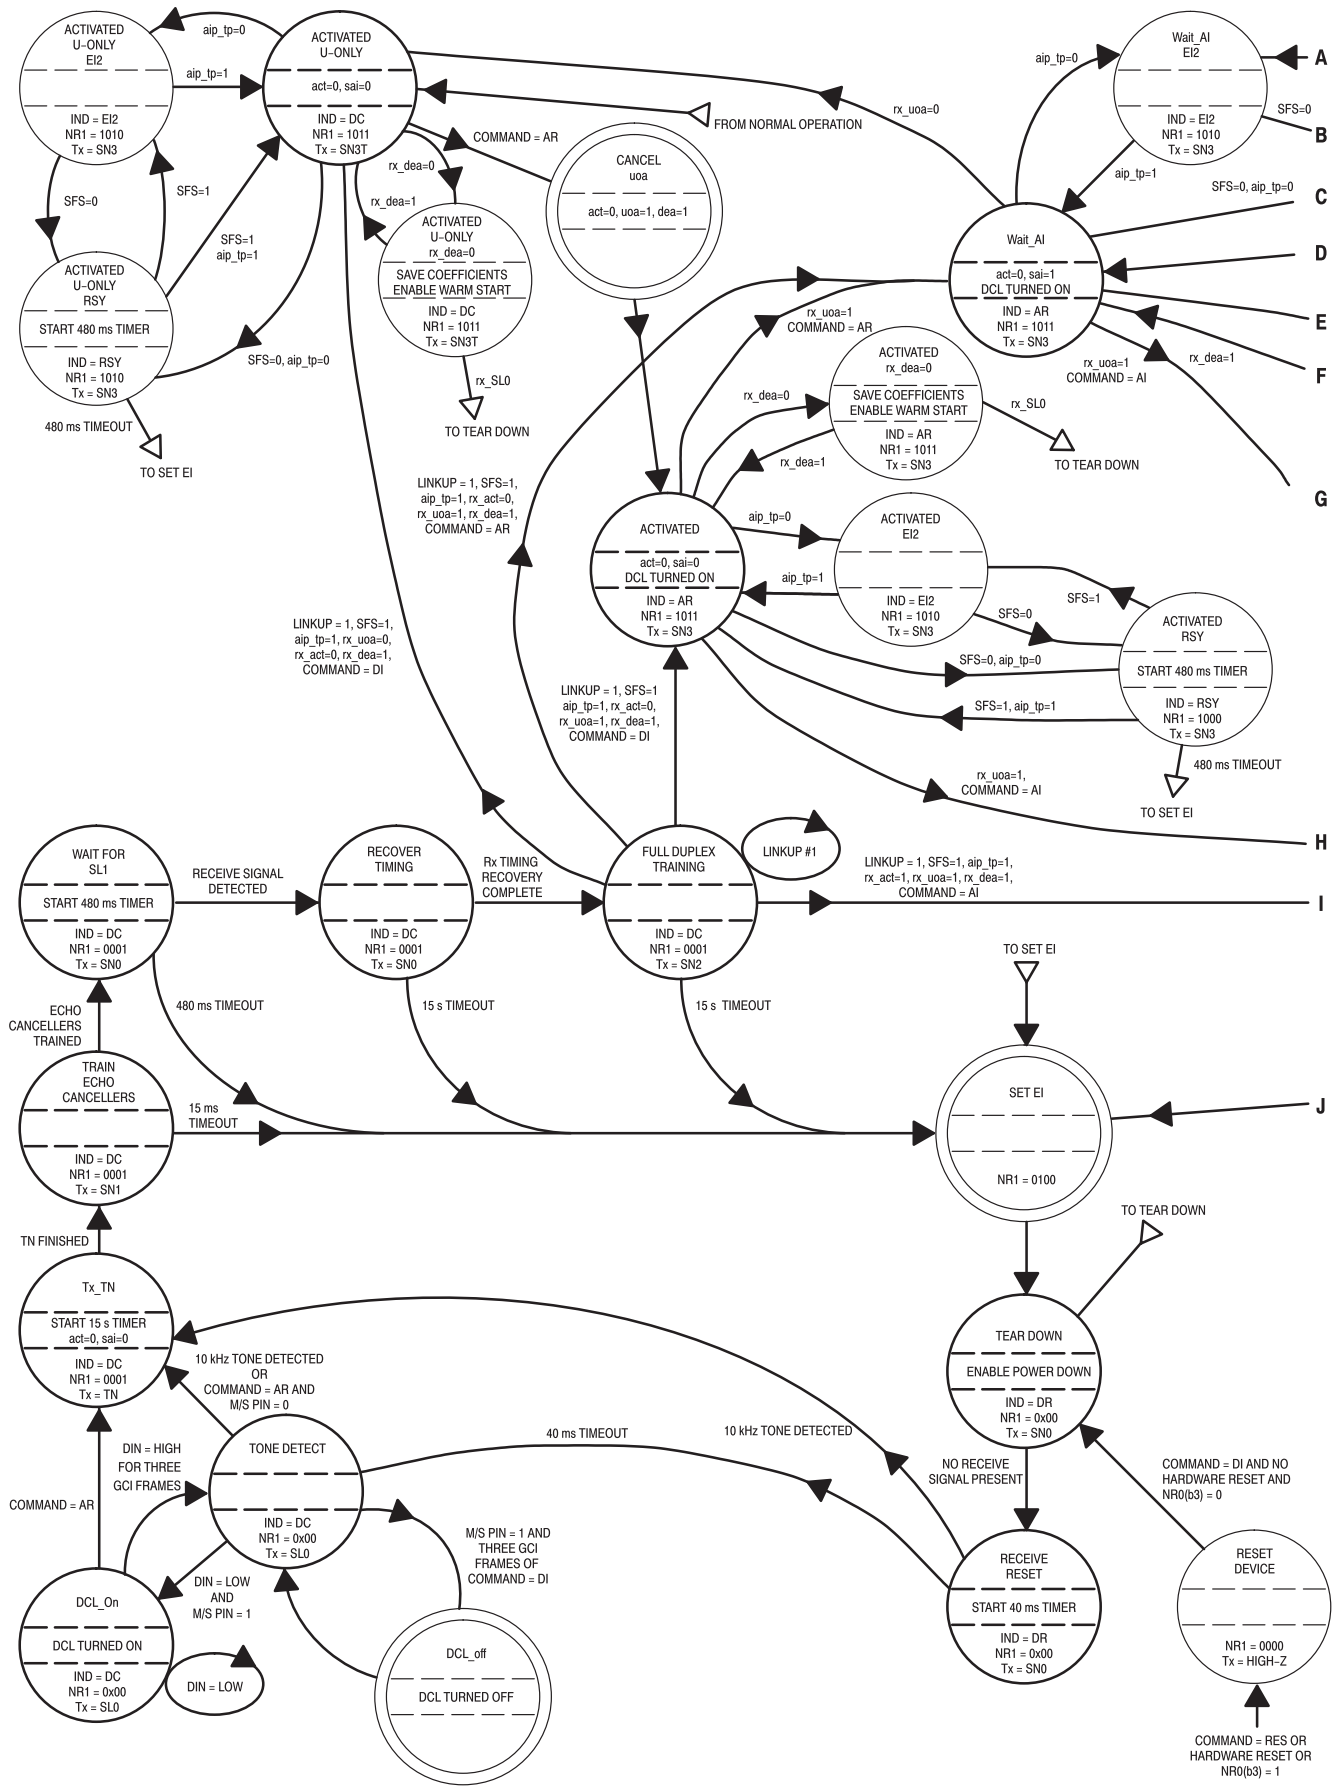 ACTIVATED
U-ONLY
EI2
IND = EI2
NR1 = 1010
Tx = SN3
aip_tp=0
aip_tp=1
ACTIVATED
U-ONLY
act=0, sai=0
IND = DC
NR1 = 1011
Tx = SN3T
rx_uoa=0
FROM NORMAL OPERATION
COMMAND = AR
CANCEL
uoa
act=0, uoa=1, dea=1
aip_tp=0
Wait_AI
EI2
IND = EI2
NR1 = 1010
Tx = SN3
A
SFS=0
B
aip_tp=1
SFS=0, aip_tp=0
C
SFS=0
SFS=1
SFS=1
aip_tp=1
rx_dea=0
rx_dea=1
ACTIVATED
U-ONLY
rx_dea=0
SAVE COEFFICIENTS
ENABLE WARM START
IND = DC
NR1 = 1011
Tx = SN3T
rx_SL0
TO TEAR DOWN
Wait_AI
act=0, sai=1
DCL TURNED ON
IND = AR
NR1 = 1011
Tx = SN3
D
E
F
rx_uoa=1
COMMAND = AI
rx_dea=1
G
ACTIVATED
U-ONLY
RSY
START 480 ms TIMER
IND = RSY
NR1 = 1010
Tx = SN3
SFS=0, aip_tp=0
480 ms TIMEOUT
TO SET EI
rx_uoa=1
COMMAND = AR
ACTIVATED
rx_dea=0
SAVE COEFFICIENTS
ENABLE WARM START
IND = AR
NR1 = 1011
Tx = SN3
rx_dea=0
rx_dea=1
rx_SL0
TO TEAR DOWN
LINKUP = 1, SFS=1,
aip_tp=1, rx_act=0,
rx_uoa=1, rx_dea=1,
COMMAND = AR
ACTIVATED
act=0, sai=0
DCL TURNED ON
IND = AR
NR1 = 1011
Tx = SN3
aip_tp=0
aip_tp=1
ACTIVATED
EI2
IND = EI2
NR1 = 1010
Tx = SN3
SFS=1
SFS=0
ACTIVATED
RSY
START 480 ms TIMER
IND = RSY
NR1 = 1000
Tx = SN3
SFS=0, aip_tp=0
SFS=1, aip_tp=1
480 ms TIMEOUT
TO SET EI
LINKUP = 1, SFS=1,
aip_tp=1, rx_uoa=0,
rx_act=0, rx_dea=1,
COMMAND = DI
LINKUP = 1, SFS=1
aip_tp=1, rx_act=0,
rx_uoa=1, rx_dea=1,
COMMAND = DI
rx_uoa=1,
COMMAND = AI
H
WAIT FOR
SL1
START 480 ms TIMER
IND = DC
NR1 = 0001
Tx = SN0
RECEIVE SIGNAL
DETECTED
RECOVER
TIMING
IND = DC
NR1 = 0001
Tx = SN0
Rx TIMING
RECOVERY
COMPLETE
FULL DUPLEX
TRAINING
IND = DC
NR1 = 0001
Tx = SN2
LINKUP #1
LINKUP = 1, SFS=1, aip_tp=1,
rx_act=1, rx_uoa=1, rx_dea=1,
COMMAND = AI
I
ECHO
CANCELLERS
TRAINED
480 ms TIMEOUT
15 s TIMEOUT
15 s TIMEOUT
TO SET EI
TRAIN
ECHO
CANCELLERS
IND = DC
NR1 = 0001
Tx = SN1
15 ms
TIMEOUT
SET EI
NR1 = 0100
J
TN FINISHED
TO TEAR DOWN
Tx_TN
START 15 s TIMER
act=0, sai=0
IND = DC
NR1 = 0001
Tx = TN
10 kHz TONE DETECTED
OR
COMMAND = AR AND
M/S PIN = 0
TEAR DOWN
ENABLE POWER DOWN
IND = DR
NR1 = 0x00
Tx = SN0
COMMAND = AR
DIN = HIGH
FOR THREE
GCI FRAMES
TONE DETECT
IND = DC
NR1 = 0x00
Tx = SL0
40 ms TIMEOUT
10 kHz TONE DETECTED
NO RECEIVE
SIGNAL PRESENT
COMMAND = DI AND NO
HARDWARE RESET AND
NR0(b3) = 0
M/S PIN = 1 AND
THREE GCI
FRAMES OF
COMMAND = DI
DIN = LOW
AND
M/S PIN = 1
DCL_On
DCL TURNED ON
IND = DC
NR1 = 0x00
Tx = SL0
DIN = LOW
DCL_off
DCL TURNED OFF
RECEIVE
RESET
START 40 ms TIMER
IND = DR
NR1 = 0x00
Tx = SN0
RESET
DEVICE
NR1 = 0000
Tx = HIGH-Z
COMMAND = RES OR
HARDWARE RESET OR
NR0(b3) = 1